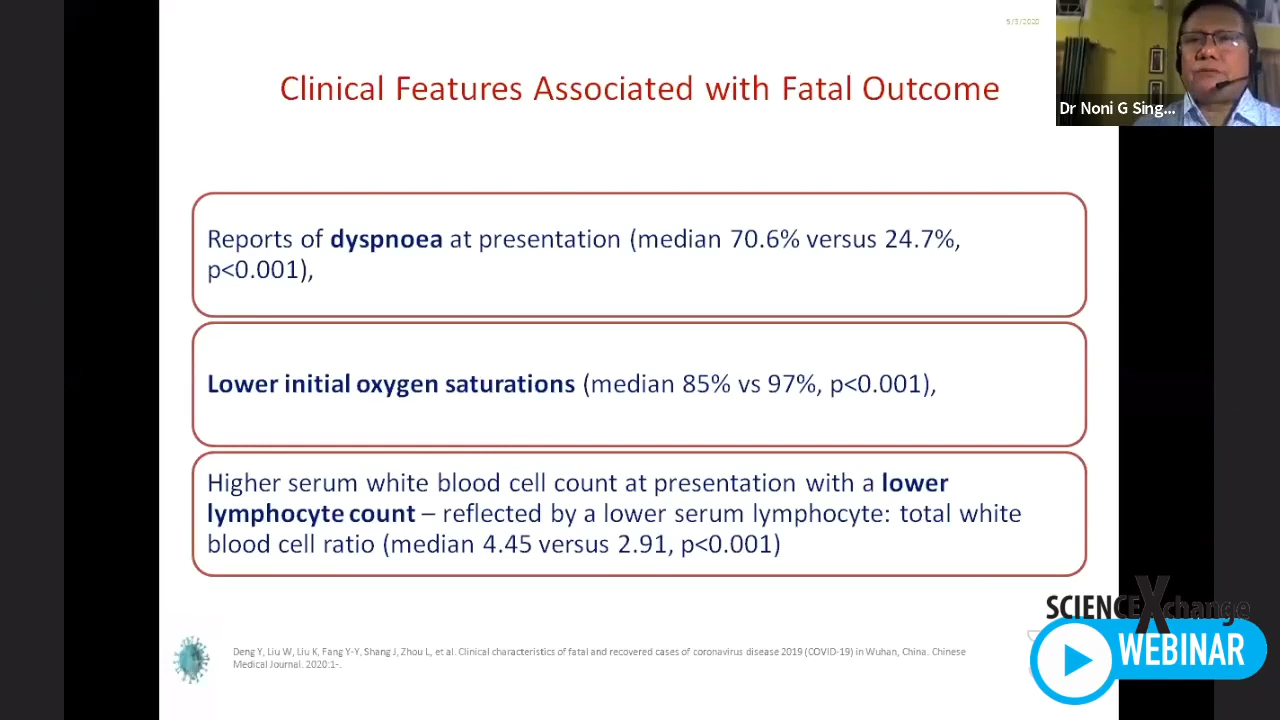 5/3/2020
Clinical Features Associated with Fatal Outcome
Dr Noni G Sing...
Reports of dyspnoea at presentation (median 70.6% versus 24.7%,
p<0.001),
Lower initial oxygen saturations (median 85% vs 97%, p<0.001),
Higher serum white blood cell count at presentation with a lower
lymphocyte count – reflected by a lower serum lymphocyte: total white
blood cell ratio (median 4.45 versus 2.91, p<0.001)
SCIENCEXchange
WEBINAR
Deng Y, Liu W, Liu K, Fang Y-Y, Shang J, Zhou L, et al. Clinical characteristics of fatal and recovered cases of coronavirus disease 2019 (COVID-19) in Wuhan, China. Chinese
Medical Journal. 2020:1-.